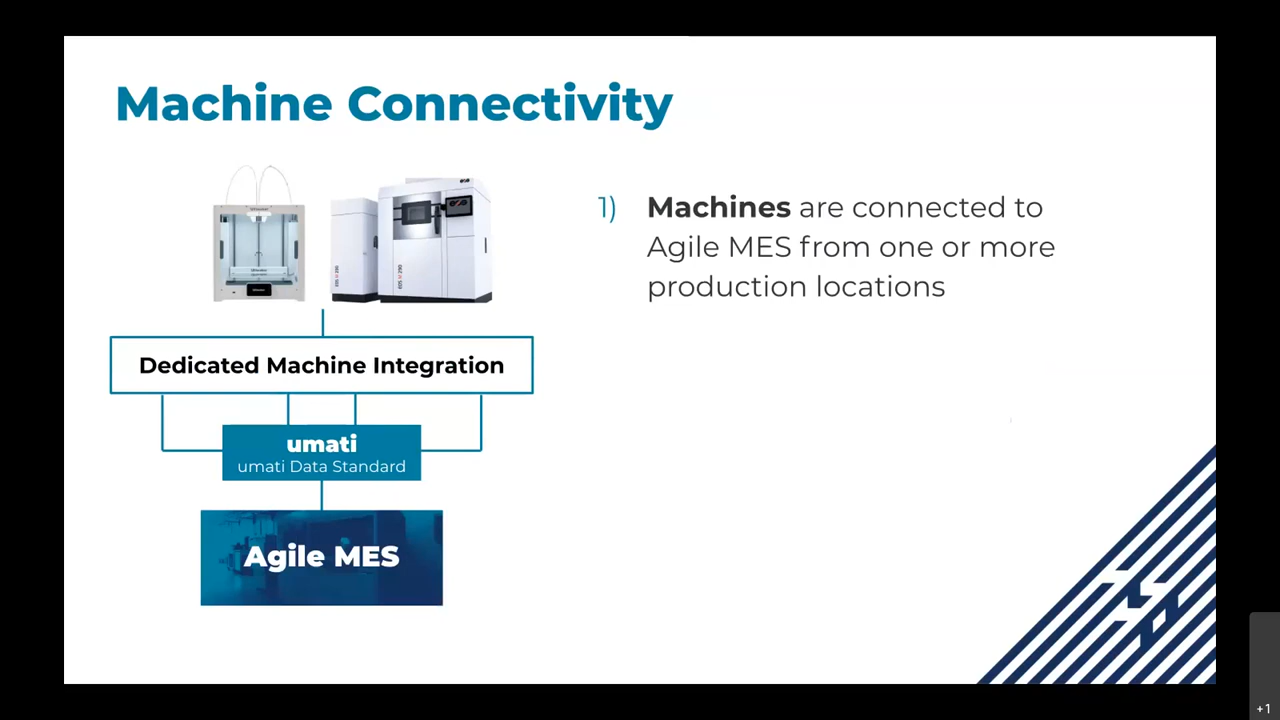 Machine Connectivity
1) Machines are connected to
Agile MES from one or more
production locations
Dedicated Machine Integration
umati
umati Data Standard
Agile MES
+1